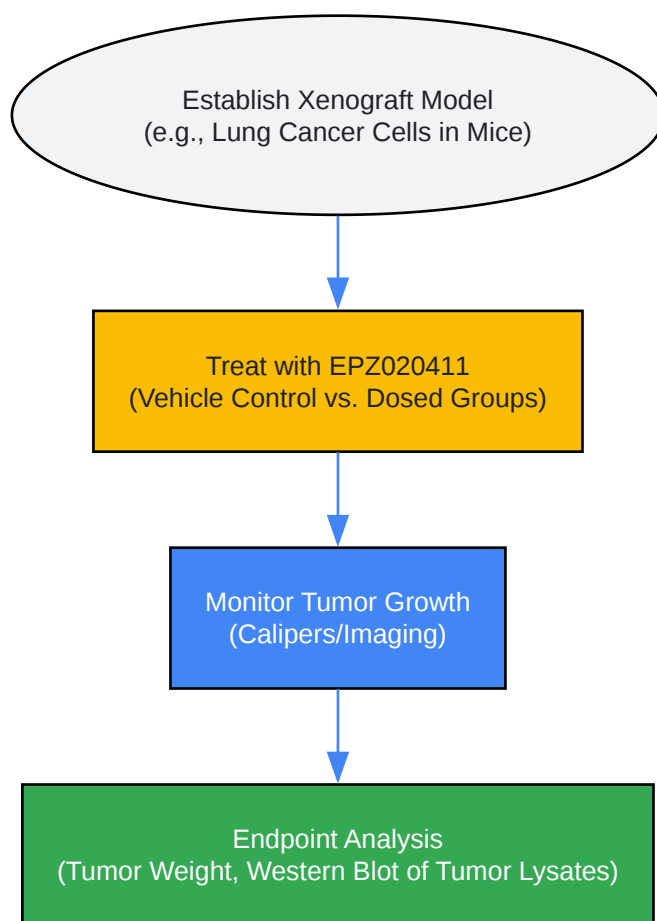 Establish Xenograft Model
(e.g., Lung Cancer Cells in Mice)
Treat with EPZ020411
(Vehicle Control vs. Dosed Groups)
Monitor Tumor Growth
(Calipers/Imaging)
Endpoint Analysis
(Tumor Weight, Western Blot of Tumor Lysates)